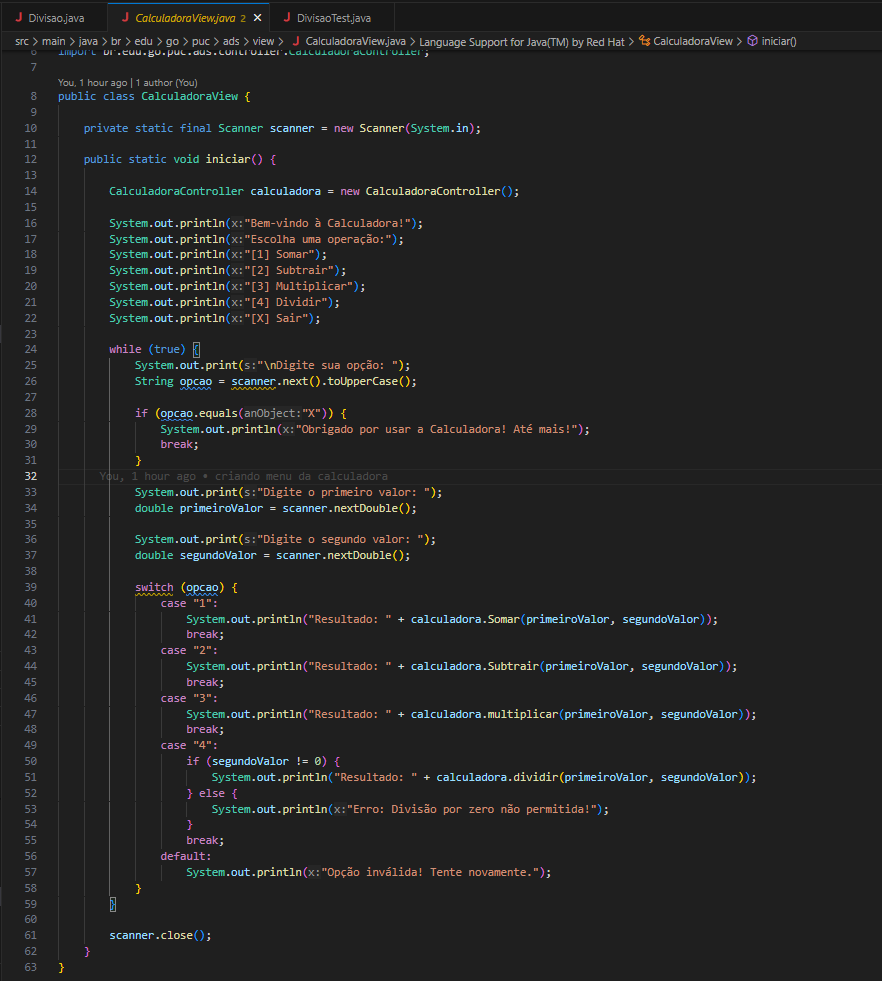 J Divisao.java
J CalculadoraView.java 2 ×
J DivisaoTest.java
src > main > java > br > edu > go > puc > ads > view > J CalculadoraView.java > Language Support for Java(TM) by Red Hat > CalculadoraView > iniciar()
6 import br.edu.go.puc.ads.controller.CalculadoraController;
7
You, 1 hour ago | 1 author (You)
8 public class CalculadoraView {
9
10 private static final Scanner scanner = new Scanner(System.in);
11
12 public static void iniciar() {
13
14 CalculadoraController calculadora = new CalculadoraController();
15
16 System.out.println(x:"Bem-vindo à Calculadora!");
17 System.out.println(x:"Escolha uma operação:");
18 System.out.println(x:"[1] Somar");
19 System.out.println(x:"[2] Subtrair");
20 System.out.println(x:"[3] Multiplicar");
21 System.out.println(x:"[4] Dividir");
22 System.out.println(x:"[X] Sair");
23
24 while (true) {
25 System.out.print(s:"\nDigite sua opção: ");
26 String opcao = scanner.next().toUpperCase();
27
28 if (opcao.equals(anObject:"X")) {
29 System.out.println(x:"Obrigado por usar a Calculadora! Até mais!");
30 break;
31 }
32 You, 1 hour ago • criando menu da calculadora
33 System.out.print(s:"Digite o primeiro valor: ");
34 double primeiroValor = scanner.nextDouble();
35
36 System.out.print(s:"Digite o segundo valor: ");
37 double segundoValor = scanner.nextDouble();
38
39 switch (opcao) {
40 case "1":
41 System.out.println("Resultado: " + calculadora.Somar(primeiroValor, segundoValor));
42 break;
43 case "2":
44 System.out.println("Resultado: " + calculadora.Subtrair(primeiroValor, segundoValor));
45 break;
46 case "3":
47 System.out.println("Resultado: " + calculadora.multiplicar(primeiroValor, segundoValor));
48 break;
49 case "4":
50 if (segundoValor != 0) {
51 System.out.println("Resultado: " + calculadora.dividir(primeiroValor, segundoValor));
52 } else {
53 System.out.println(x:"Erro: Divisão por zero não permitida!");
54 }
55 break;
56 default:
57 System.out.println(x:"Opção inválida! Tente novamente.");
58 }
59 }
60
61 scanner.close();
62 }
63 }